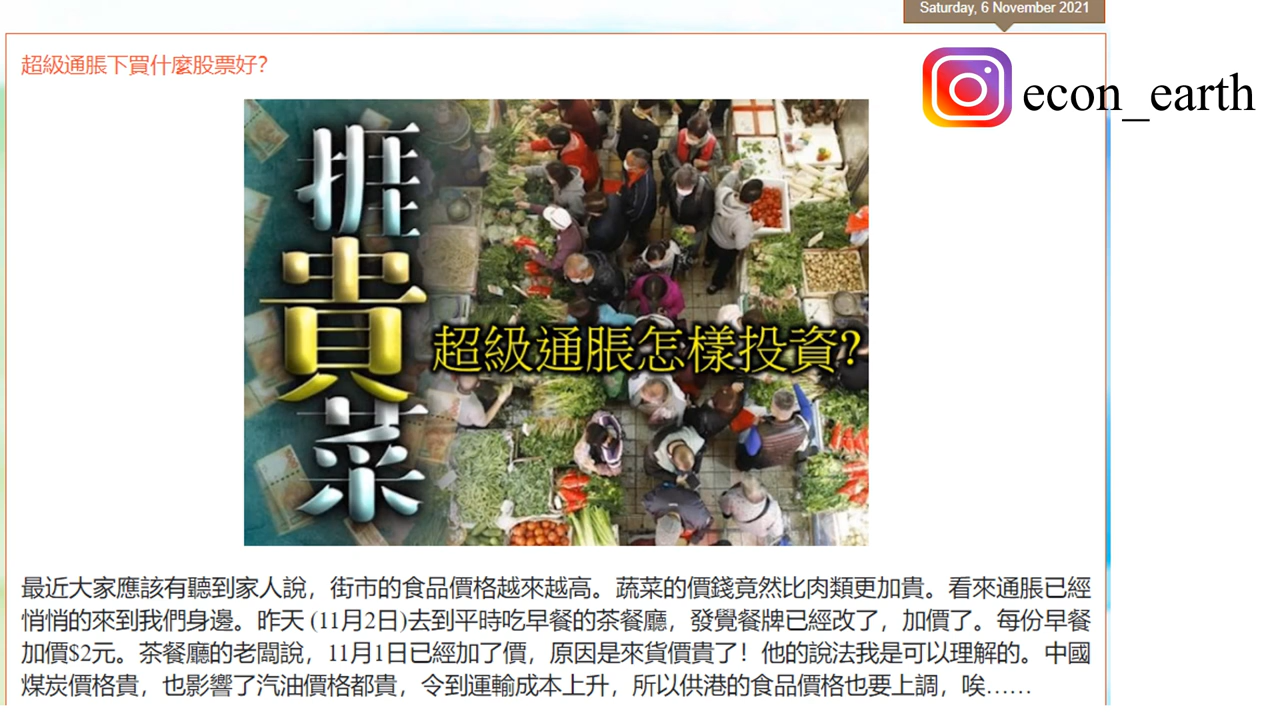 Saturday, 6 November 2021
超級通脹下買什麼股票好?
econ_earth
捱貴菜
超級通脹怎樣投資?
最近大家應該有聽到家人說，街市的食品價格越來越高。蔬菜的價錢竟然比肉類更加貴。看來通脹已經
悄悄的來到我們身邊。昨天 (11月2日)去到平時吃早餐的茶餐廳，發覺餐牌已經改了，加價了。每份早餐
加價$2元。茶餐廳的老闆說，11月1日已經加了價，原因是來貨價貴了！他的說法我是可以理解的。中國
煤炭價格貴，也影響了汽油價格都貴，令到運輸成本上升，所以供港的食品價格也要上調，唉......